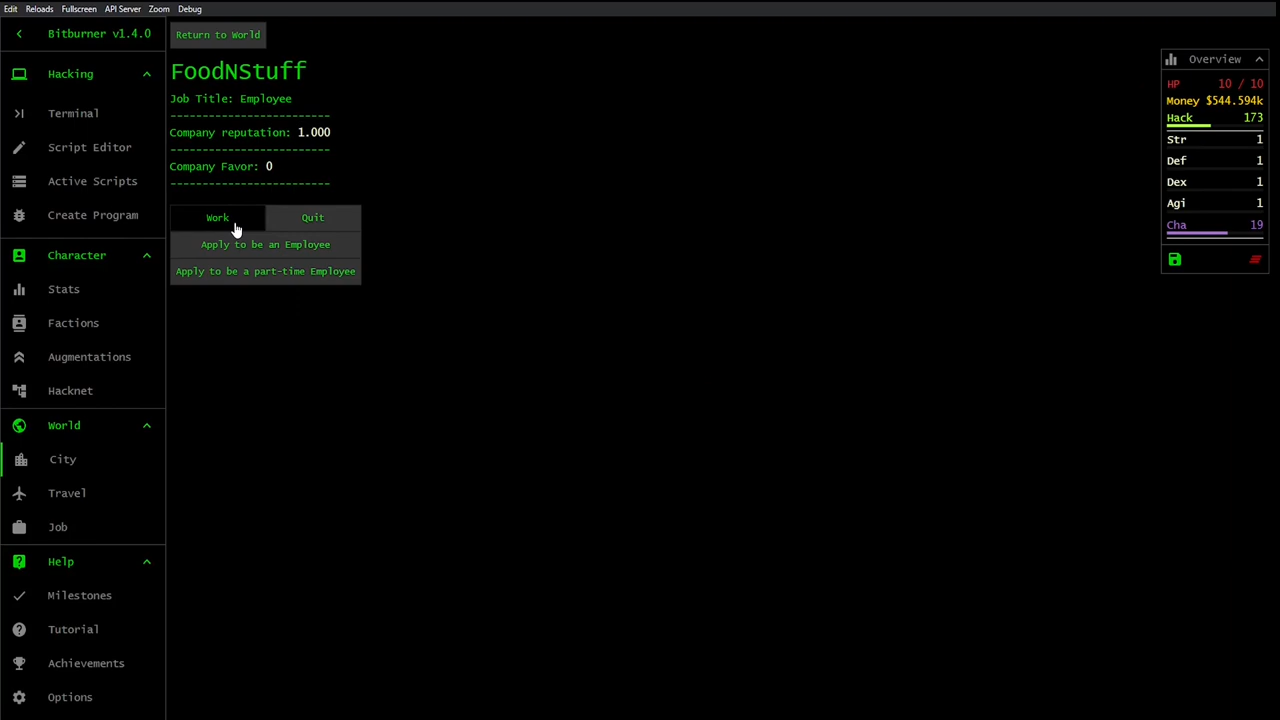 Edit Reloads Fullscreen API Server Zoom Debug
Bitburner v1.4.0
Hacking
Terminal
Script Editor
Active Scripts
Create Program
Character
Stats
Factions
Augmentations
Hacknet
World
City
Travel
Job
Help
Milestones
Tutorial
Achievements
Options
Return to World
FoodNStuff
Job Title: Employee
-------------------------
Company reputation: 1.000
-------------------------
Company Favor: 0
-------------------------
Work Quit
Apply to be an Employee
Apply to be a part-time Employee
Overview
HP 10 / 10
Money $544.594k
Hack 173
Str 1
Def 1
Dex 1
Agi 1
Cha 19